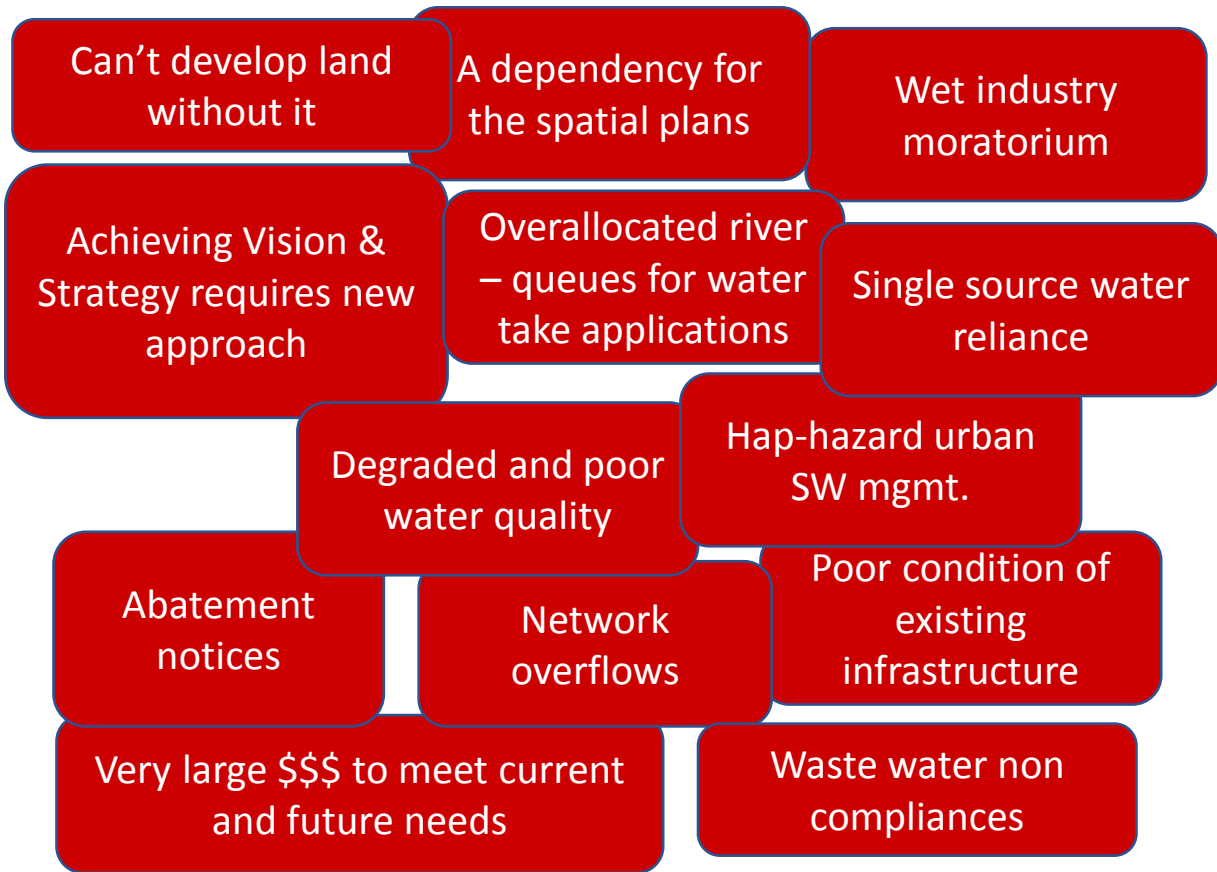 Can’t develop land
without it
A dependency for
the spatial plans
Wet industry
moratorium
Achieving Vision &
Strategy requires new
approach
Overallocated river
– queues for water
take applications
Single source water
reliance
Degraded and poor
water quality
Hap-hazard urban
SW mgmt.
Abatement
notices
Network
overflows
Poor condition of
existing
infrastructure
Very large $$$ to meet current
and future needs
Waste water non
compliances